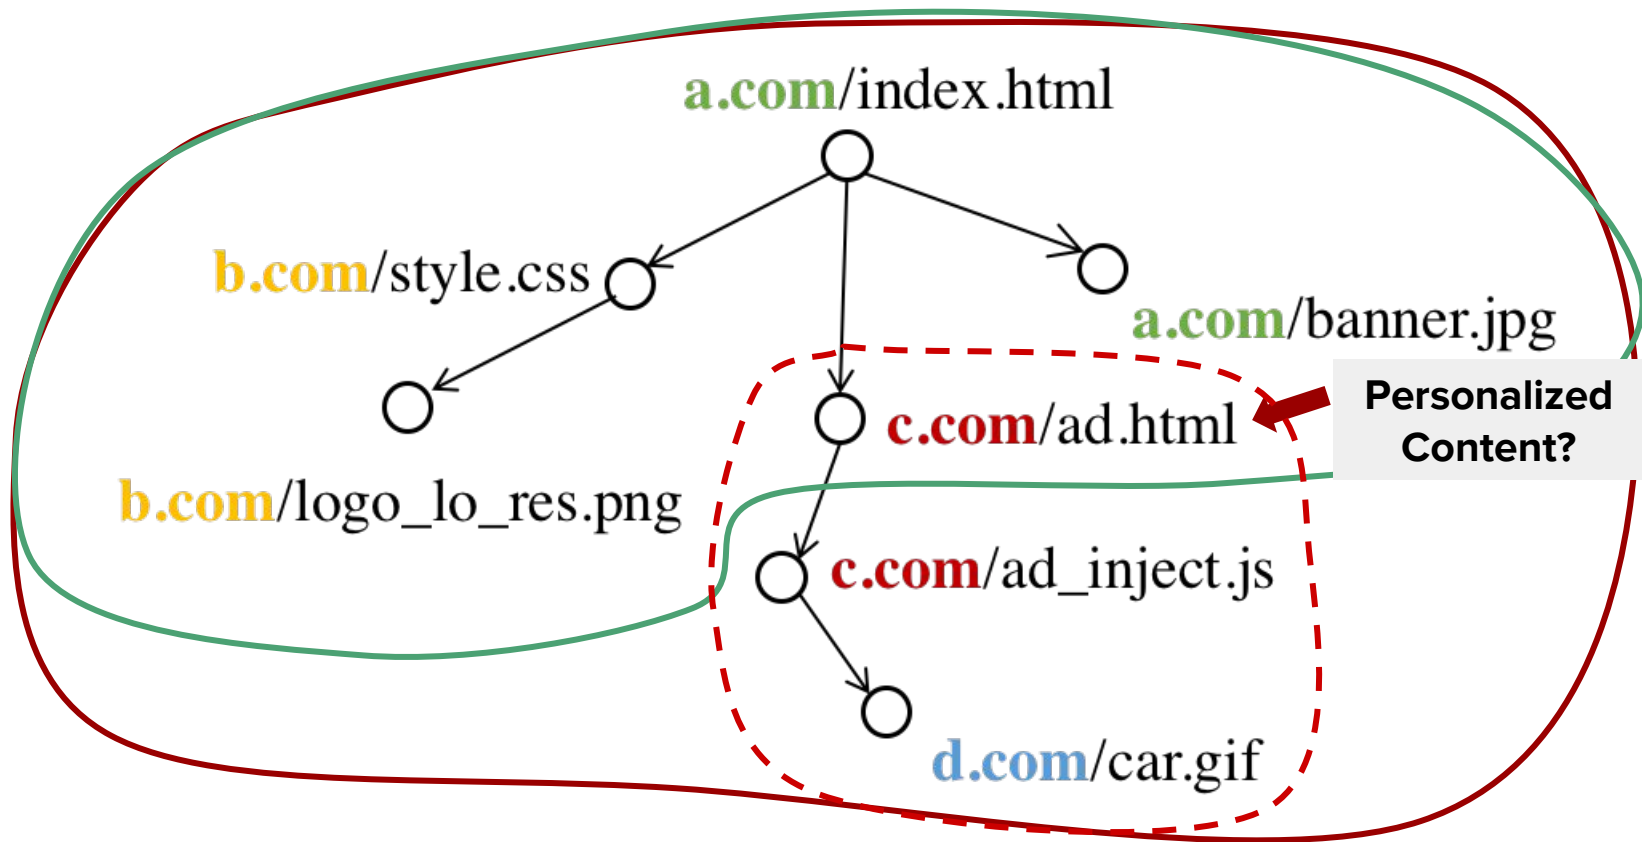 a.com/index.html
b.com/style.css
a.com/banner.jpg
Personalized
Content?
c.com/ad.html
b.com/logo_lo_res.png
c.com/ad_inject.js
d.com/car.gif